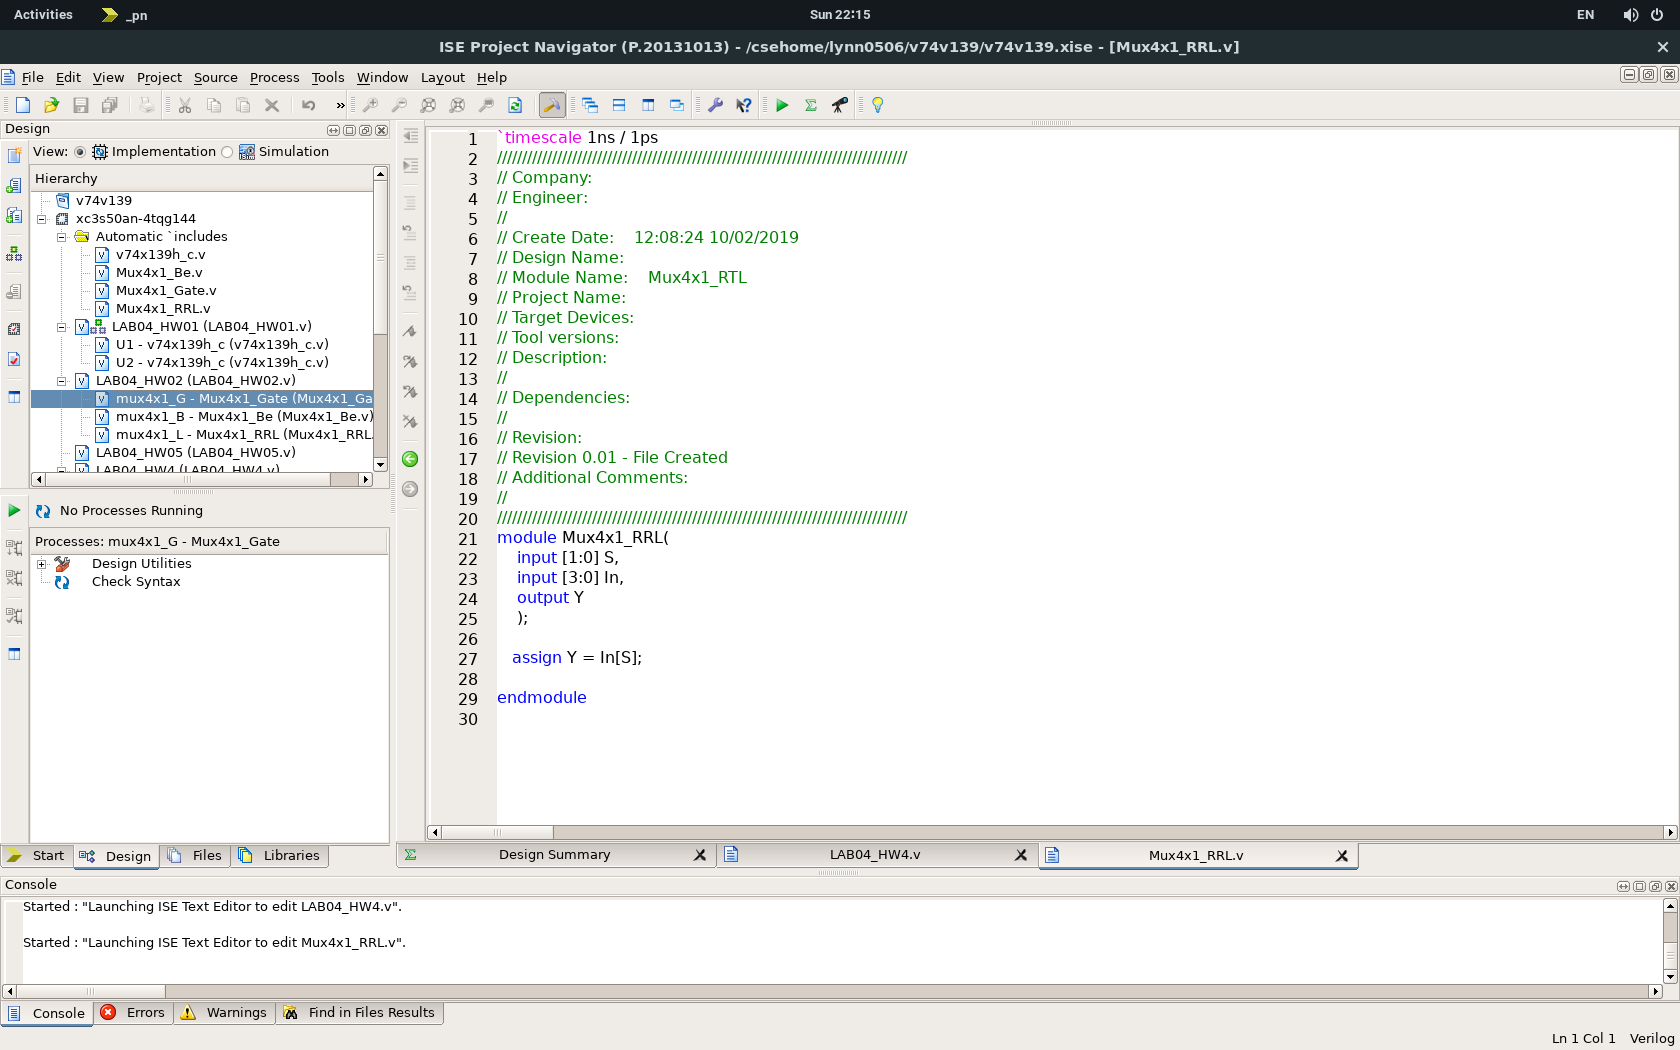 Activities
_pn
Sun 22:15
EN
ISE Project Navigator (P.20131013) - /csehome/lynn0506/v74v139/v74v139.xise - [Mux4x1_RRL.v]
File Edit View Project Source Process Tools Window Layout Help
Design
View: Implementation Simulation
Hierarchy
v74v139
xc3s50an-4tqg144
Automatic `includes
v74x139h_c.v
Mux4x1_Be.v
Mux4x1_Gate.v
Mux4x1_RRL.v
LAB04_HW01 (LAB04_HW01.v)
U1 - v74x139h_c (v74x139h_c.v)
U2 - v74x139h_c (v74x139h_c.v)
LAB04_HW02 (LAB04_HW02.v)
mux4x1_G - Mux4x1_Gate (Mux4x1_Ga
mux4x1_B - Mux4x1_Be (Mux4x1_Be.v)
mux4x1_L - Mux4x1_RRL (Mux4x1_RRL.
LAB04_HW05 (LAB04_HW05.v)
LAB04_HW4 (LAB04_HW4.v)
No Processes Running
Processes: mux4x1_G - Mux4x1_Gate
Design Utilities
Check Syntax
Start Design Files Libraries
1 `timescale 1ns / 1ps
2 //////////////////////////////////////////////////////////////////////////////////
3 // Company:
4 // Engineer:
5 //
6 // Create Date: 12:08:24 10/02/2019
7 // Design Name:
8 // Module Name: Mux4x1_RTL
9 // Project Name:
10 // Target Devices:
11 // Tool versions:
12 // Description:
13 //
14 // Dependencies:
15 //
16 // Revision:
17 // Revision 0.01 - File Created
18 // Additional Comments:
19 //
20 //////////////////////////////////////////////////////////////////////////////////
21 module Mux4x1_RRL(
22 input [1:0] S,
23 input [3:0] In,
24 output Y
25 );
26
27 assign Y = In[S];
28
29 endmodule
30
Design Summary LAB04_HW4.v Mux4x1_RRL.v
Console
Started : "Launching ISE Text Editor to edit LAB04_HW4.v".
Started : "Launching ISE Text Editor to edit Mux4x1_RRL.v".
Console Errors Warnings Find in Files Results
Ln 1 Col 1 Verilog